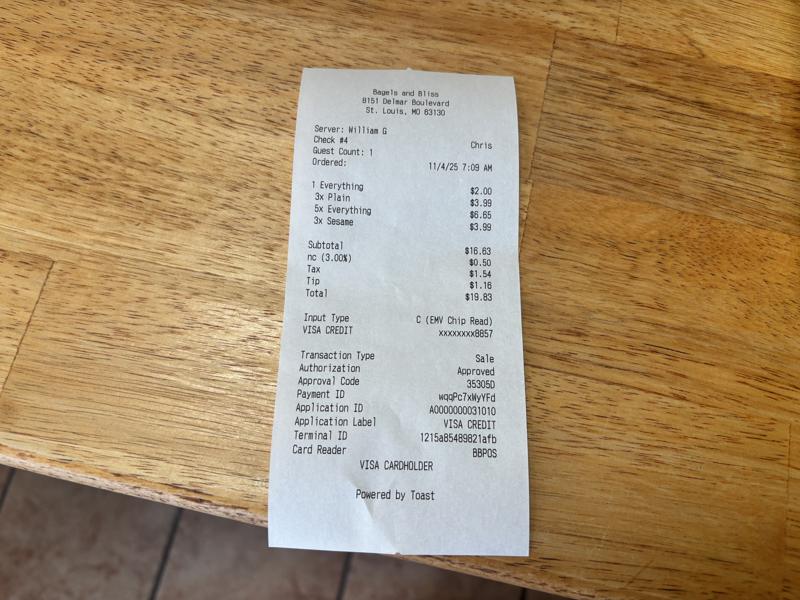 Bagels and Bliss
8151 Delmar Boulevard
St. Louis, MO 63130
Server: William G
Check #4 Chris
Guest Count: 1
Ordered: 11/4/25 7:09 AM
1 Everything $2.00
3x Plain $3.99
5x Everything $6.65
3x Sesame $3.99
Subtotal $16.63
nc (3.00%) $0.50
Tax $1.54
Tip $1.16
Total $19.83
Input Type C (EMV Chip Read)
VISA CREDIT xxxxxxxx8857
Transaction Type Sale
Authorization Approved
Approval Code 35305D
Payment ID wqqPc7xWyYFd
Application ID A0000000031010
Application Label VISA CREDIT
Terminal ID 1215a85489821afb
Card Reader BBPOS
VISA CARDHOLDER
Powered by Toast